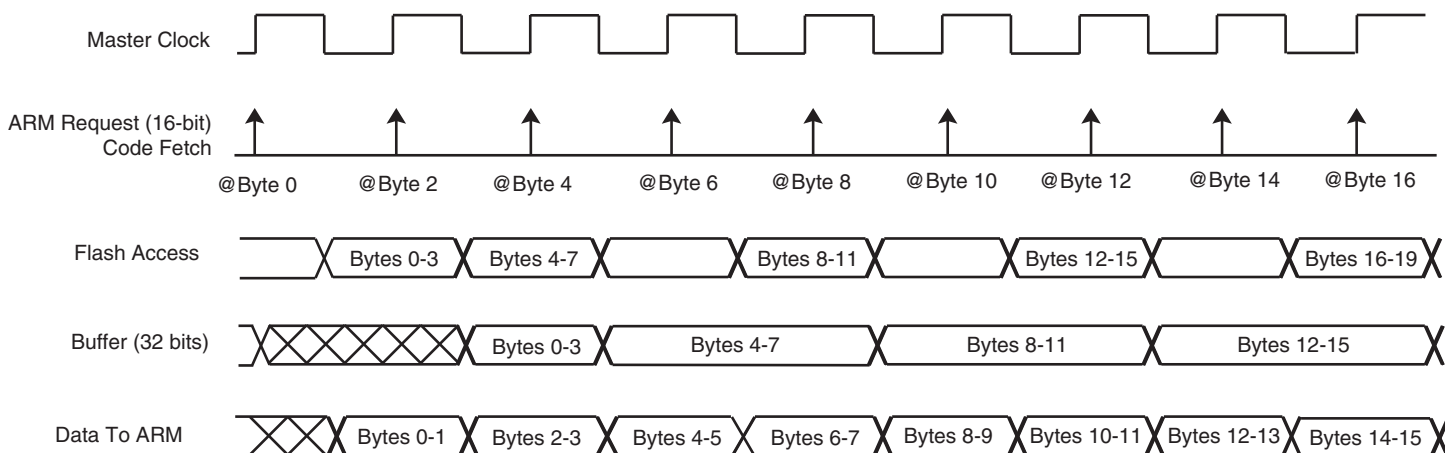 Master Clock
ARM Request (16-bit)
Code Fetch
@Byte 0 @Byte 2 @Byte 4 @Byte 6 @Byte 8 @Byte 10 @Byte 12 @Byte 14 @Byte 16
Flash Access Bytes 0-3 Bytes 4-7 Bytes 8-11 Bytes 12-15 Bytes 16-19
Buffer (32 bits) Bytes 0-3 Bytes 4-7 Bytes 8-11 Bytes 12-15
Data To ARM Bytes 0-1 Bytes 2-3 Bytes 4-5 Bytes 6-7 Bytes 8-9 Bytes 10-11 Bytes 12-13 Bytes 14-15